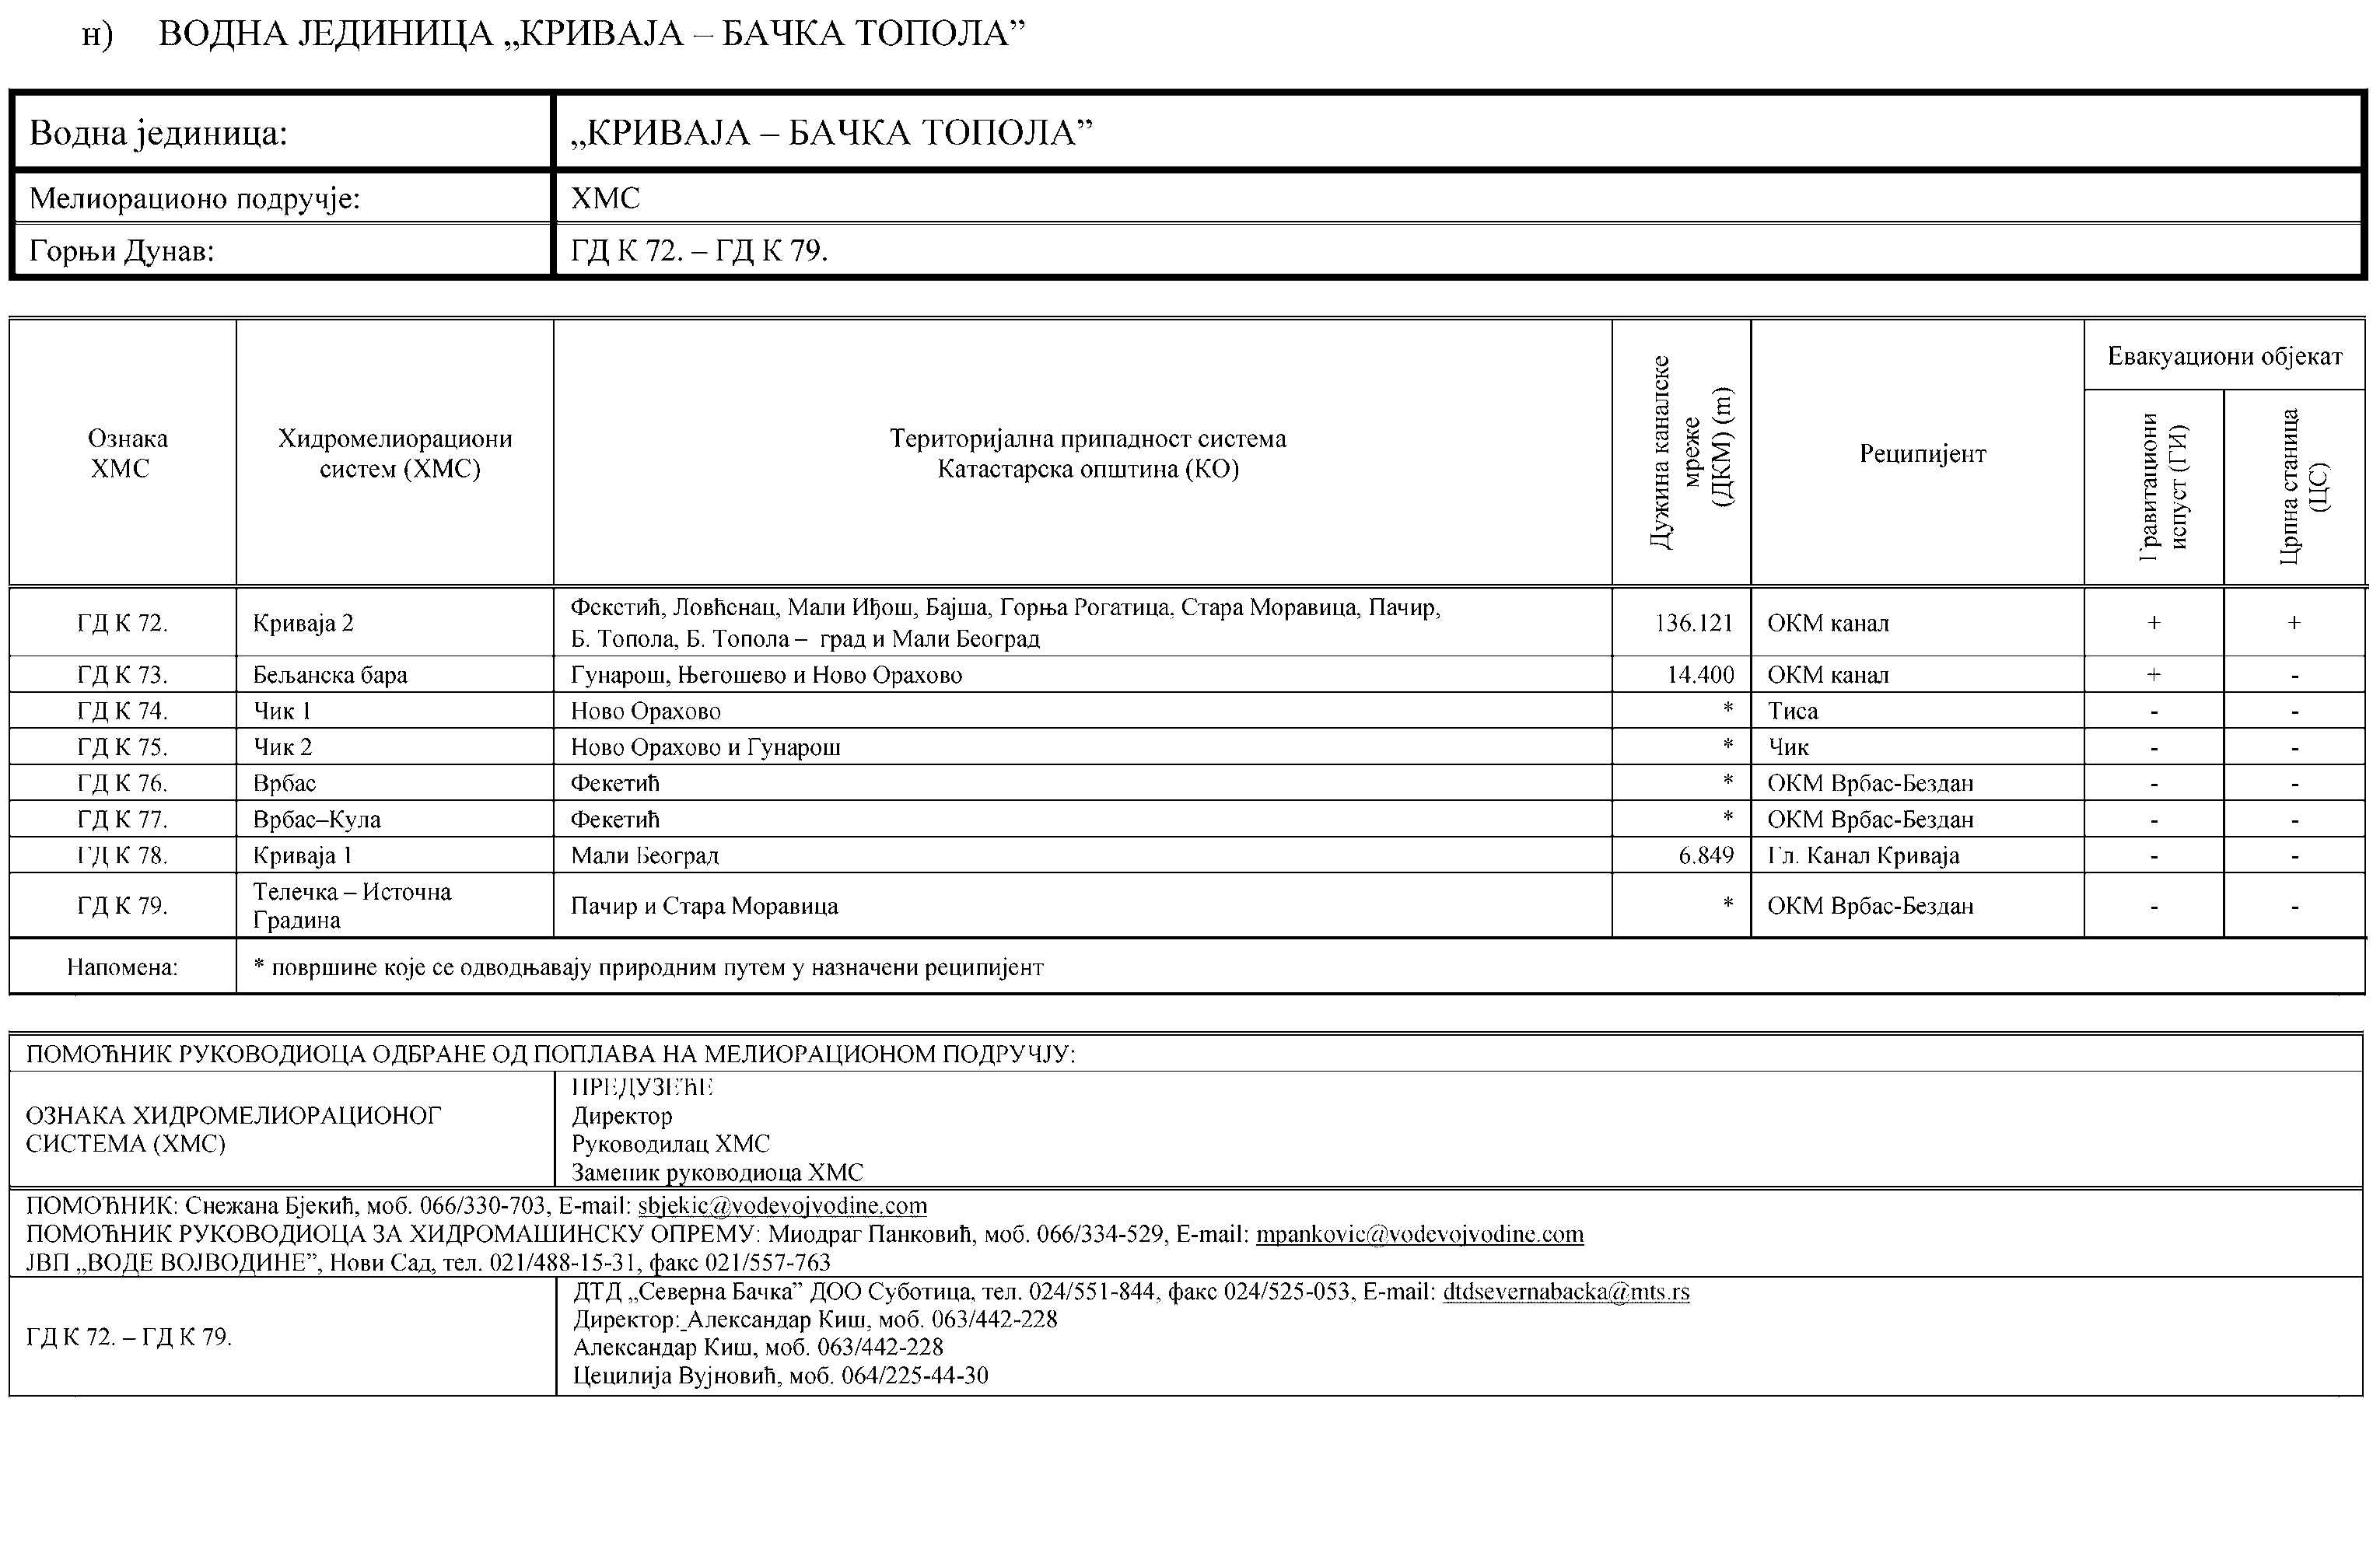 н) ВОДНА ЈЕДИНИЦА „КРИВАЈА – БАЧКА ТОПОЛА”
Водна јединица: „КРИВАЈА – БАЧКА ТОПОЛА”
Мелиорационо подручје: ХМС
Горњи Дунав: ГД К 72. – ГД К 79.
Ознака
ХМС
Хидромелиорациони
систем (ХМС)
Територијална припадност система
Катастарска општина (КО)
Дужина каналске
мреже
(ДКМ) (m)
Реципијент
Евакуациони објекат
Гравитациони
испуст (ГИ)
Црпна станица
(ЦС)
ГД К 72. Криваја 2 Фекетић, Ловћенац, Мали Иђош, Бајша, Горња Рогатица, Стара Моравица, Пачир,
Б. Топола, Б. Топола – град и Мали Београд 136.121 ОКМ канал + +
ГД К 73. Бељанска бара Гунарош, Његошево и Ново Орахово 14.400 ОКМ канал + -
ГД К 74. Чик 1 Ново Орахово * Тиса - -
ГД К 75. Чик 2 Ново Орахово и Гунарош * Чик - -
ГД К 76. Врбас Фекетић * ОКМ Врбас-Бездан - -
ГД К 77. Врбас–Кула Фекетић * ОКМ Врбас-Бездан - -
ГД К 78. Криваја 1 Мали Београд 6.849 Гл. Канал Криваја - -
ГД К 79. Телечка – Источна
Градина Пачир и Стара Моравица * ОКМ Врбас-Бездан - -
Напомена: * површине које се одводњавају природним путем у назначени реципијент
ПОМОЋНИК РУКОВОДИОЦА ОДБРАНЕ ОД ПОПЛАВА НА МЕЛИОРАЦИОНОМ ПОДРУЧЈУ:
ОЗНАКА ХИДРОМЕЛИОРАЦИОНОГ
СИСТЕМА (ХМС)
ПРЕДУЗЕЋЕ
Директор
Руководилац ХМС
Заменик руководиоца ХМС
ПОМОЋНИК: Снежана Бјекић, моб. 066/330-703, E-mail: sbjekic@vodevojvodine.com
ПОМОЋНИК РУКОВОДИОЦА ЗА ХИДРОМАШИНСКУ ОПРЕМУ: Миодраг Панковић, моб. 066/334-529, E-mail: mpankovic@vodevojvodine.com
ЈВП „ВОДЕ ВОЈВОДИНЕ”, Нови Сад, тел. 021/488-15-31, факс 021/557-763
ГД К 72. – ГД К 79.
ДТД „Северна Бачка” ДОО Суботица, тел. 024/551-844, факс 024/525-053, E-mail: dtdsevernabacka@mts.rs
Директор: Александар Киш, моб. 063/442-228
Александар Киш, моб. 063/442-228
Цецилија Вујновић, моб. 064/225-44-30